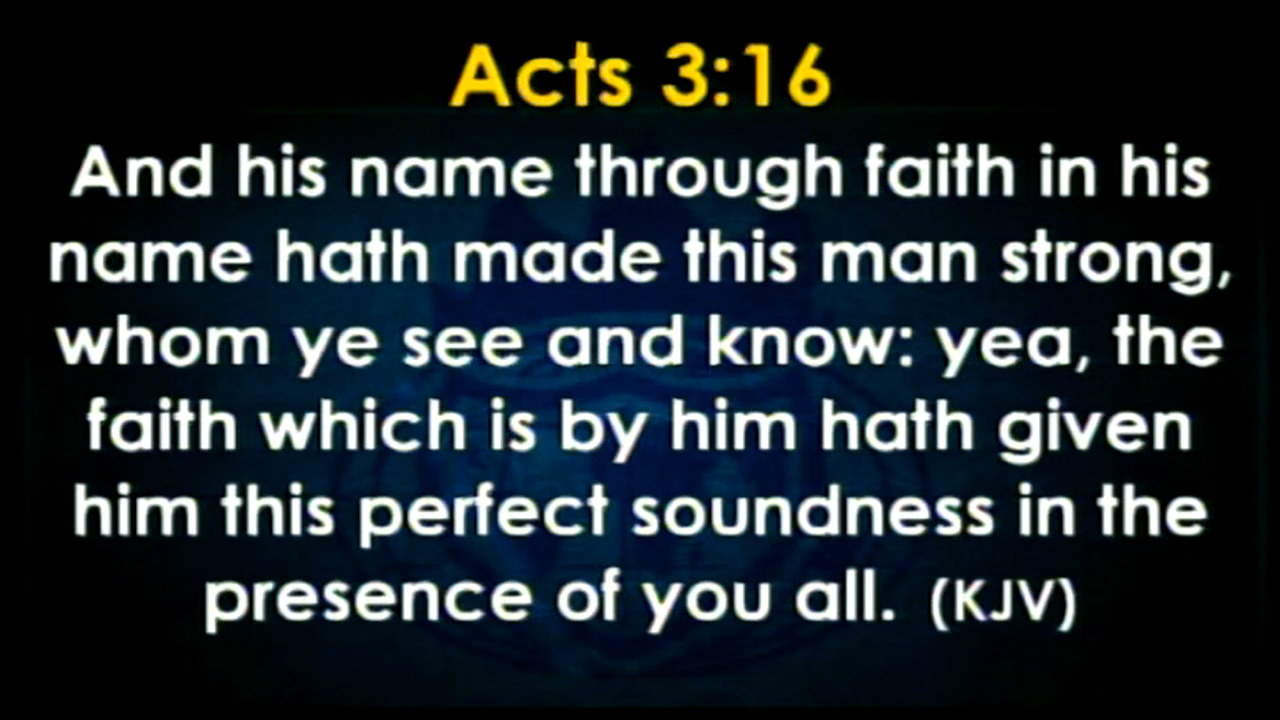 Acts 3:16
And his name through faith in his
name hath made this man strong,
whom ye see and know: yea, the
faith which is by him hath given
him this perfect soundness in the
presence of you all. (KJV)